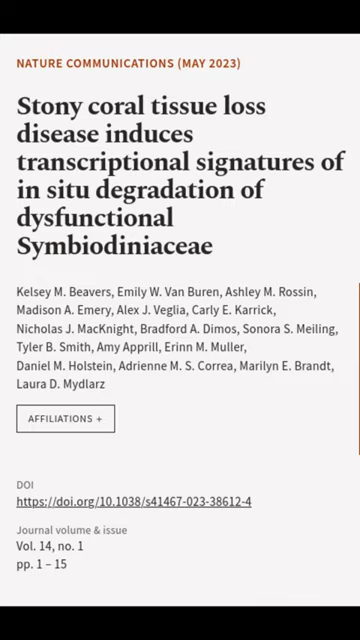 NATURE COMMUNICATIONS (MAY 2023)
Stony coral tissue loss
disease induces
transcriptional signatures of
in situ degradation of
dysfunctional
Symbiodiniaceae
Kelsey M. Beavers, Emily W. Van Buren, Ashley M. Rossin,
Madison A. Emery, Alex J. Veglia, Carly E. Karrick,
Nicholas J. MacKnight, Bradford A. Dimos, Sonora S. Meiling,
Tyler B. Smith, Amy Apprill, Erinn M. Muller,
Daniel M. Holstein, Adrienne M. S. Correa, Marilyn E. Brandt,
Laura D. Mydlarz
AFFILIATIONS +
DOI
https://doi.org/10.1038/s41467-023-38612-4
Journal volume & issue
Vol. 14, no. 1
pp. 1 – 15